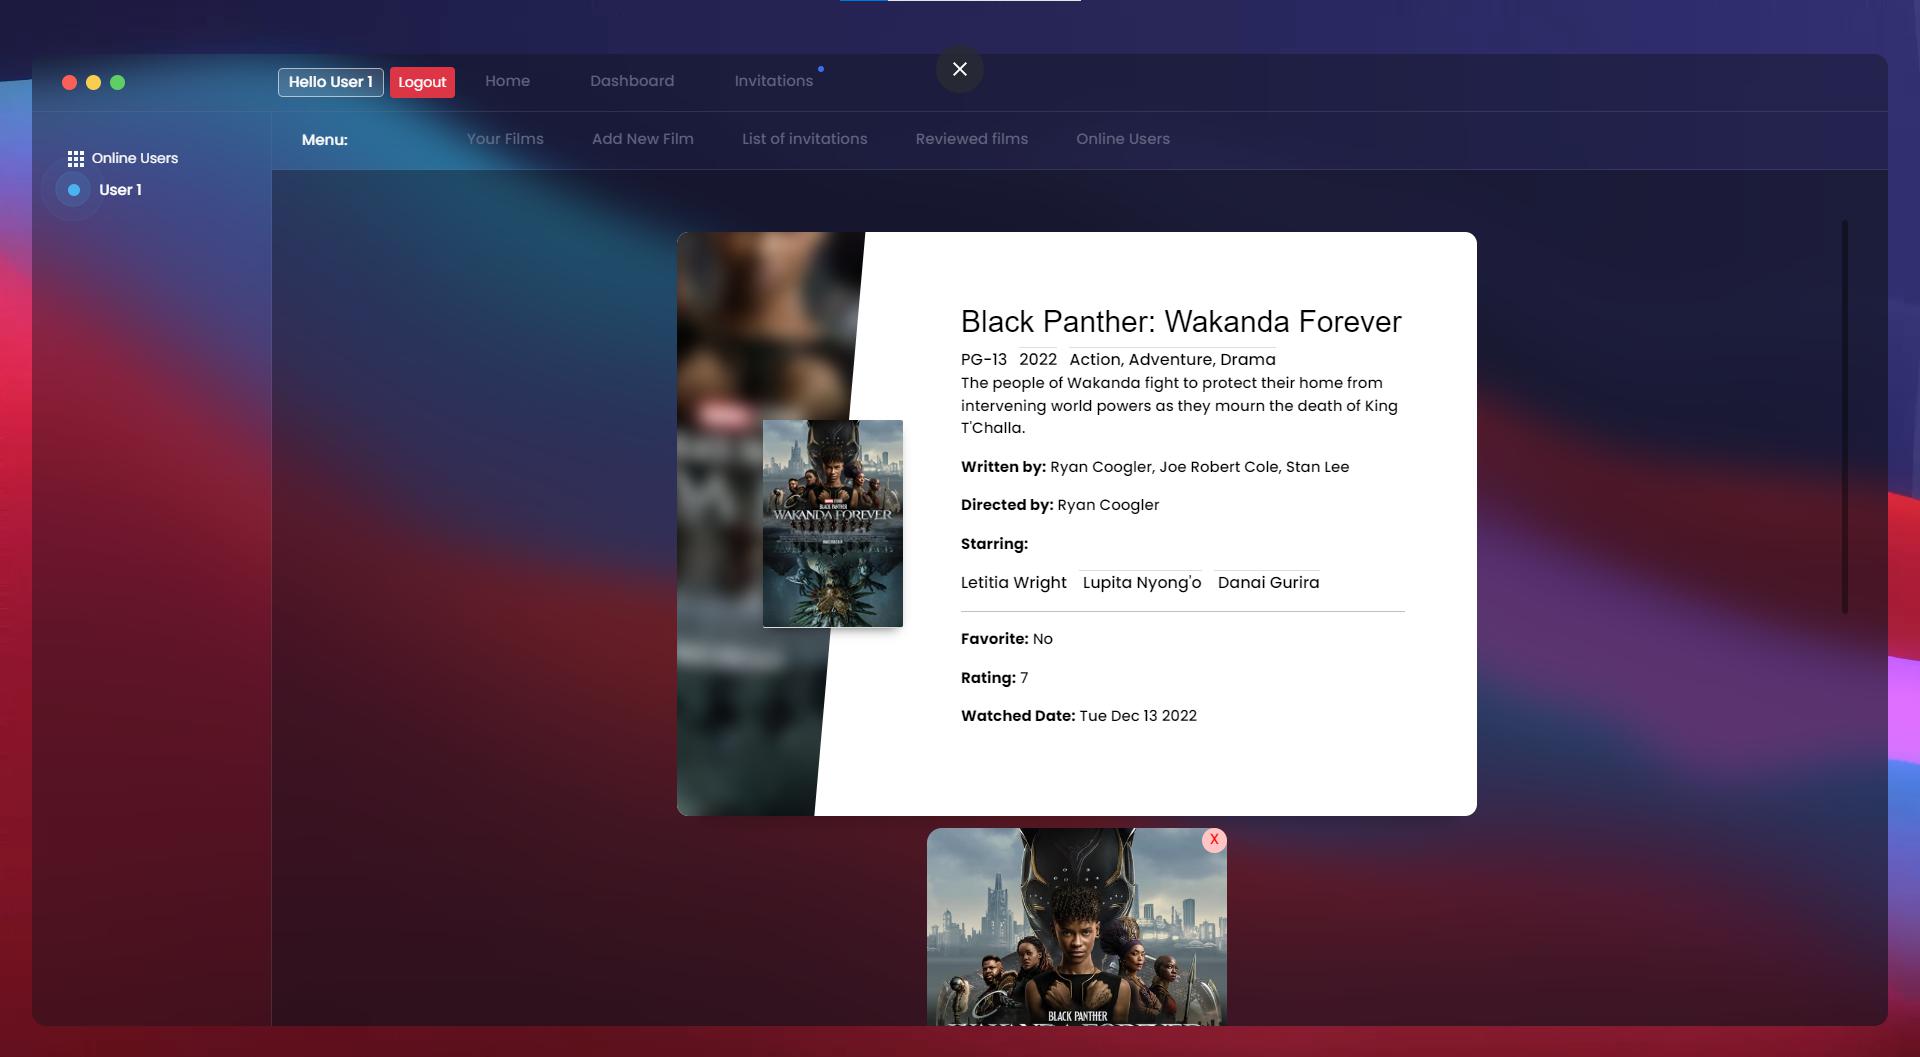 Hello User 1 Logout Home Dashboard Invitations
Menu: Your Films Add New Film List of invitations Reviewed films Online Users
Online Users
User 1
Black Panther: Wakanda Forever
PG-13 2022 Action, Adventure, Drama
The people of Wakanda fight to protect their home from
intervening world powers as they mourn the death of King
T'Challa.
Written by: Ryan Coogler, Joe Robert Cole, Stan Lee
Directed by: Ryan Coogler
Starring:
Letitia Wright Lupita Nyong'o Danai Gurira
Favorite: No
Rating: 7
Watched Date: Tue Dec 13 2022
BLACK PANTHER
WAKANDA FOREVER
X
BLACK PANTHER
WAKANDA FOREVER